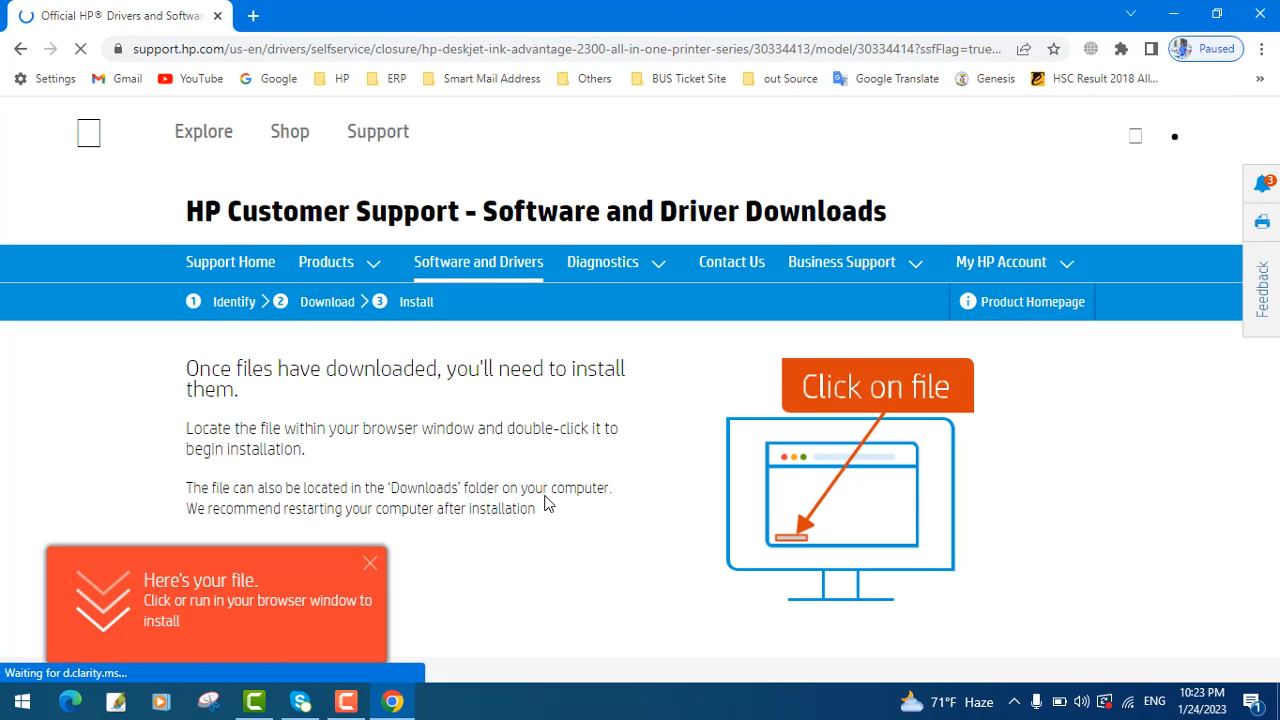 Official HP® Drivers and Softwar
support.hp.com/us-en/drivers/selfservice/closure/hp-deskjet-ink-advantage-2300-all-in-one-printer-series/30334413/model/30334414?ssfFlag=true...
Paused
Settings Gmail YouTube Google HP ERP Smart Mail Address Others BUS Ticket Site out Source Google Translate Genesis HSC Result 2018 All... »
Explore Shop Support
3
HP Customer Support - Software and Driver Downloads
Support Home Products Software and Drivers Diagnostics Contact Us Business Support My HP Account
Feedback
1 Identify 2 Download 3 Install Product Homepage
Once files have downloaded, you'll need to install
them.
Locate the file within your browser window and double-click it to
begin installation.
The file can also be located in the 'Downloads' folder on your computer.
We recommend restarting your computer after installation
Click on file
Here's your file.
Click or run in your browser window to
install
Waiting for d.clarity.ms...
71°F Haze ENG
10:23 PM
1/24/2023
1